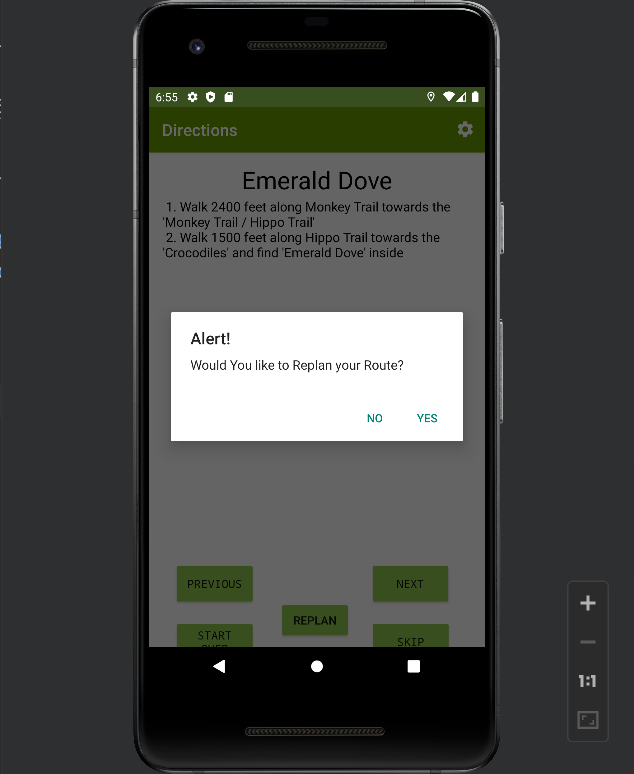 6:55
Directions
Emerald Dove
1. Walk 2400 feet along Monkey Trail towards the
'Monkey Trail / Hippo Trail'
2. Walk 1500 feet along Hippo Trail towards the
'Crocodiles' and find 'Emerald Dove' inside
Alert!
Would You like to Replan your Route?
NO YES
PREVIOUS NEXT
REPLAN
START SKIP
OVER
1:1